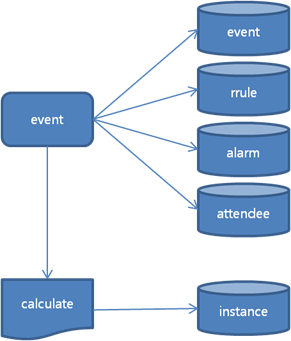 event
rrule
alarm
attendee
event
calculate
instance